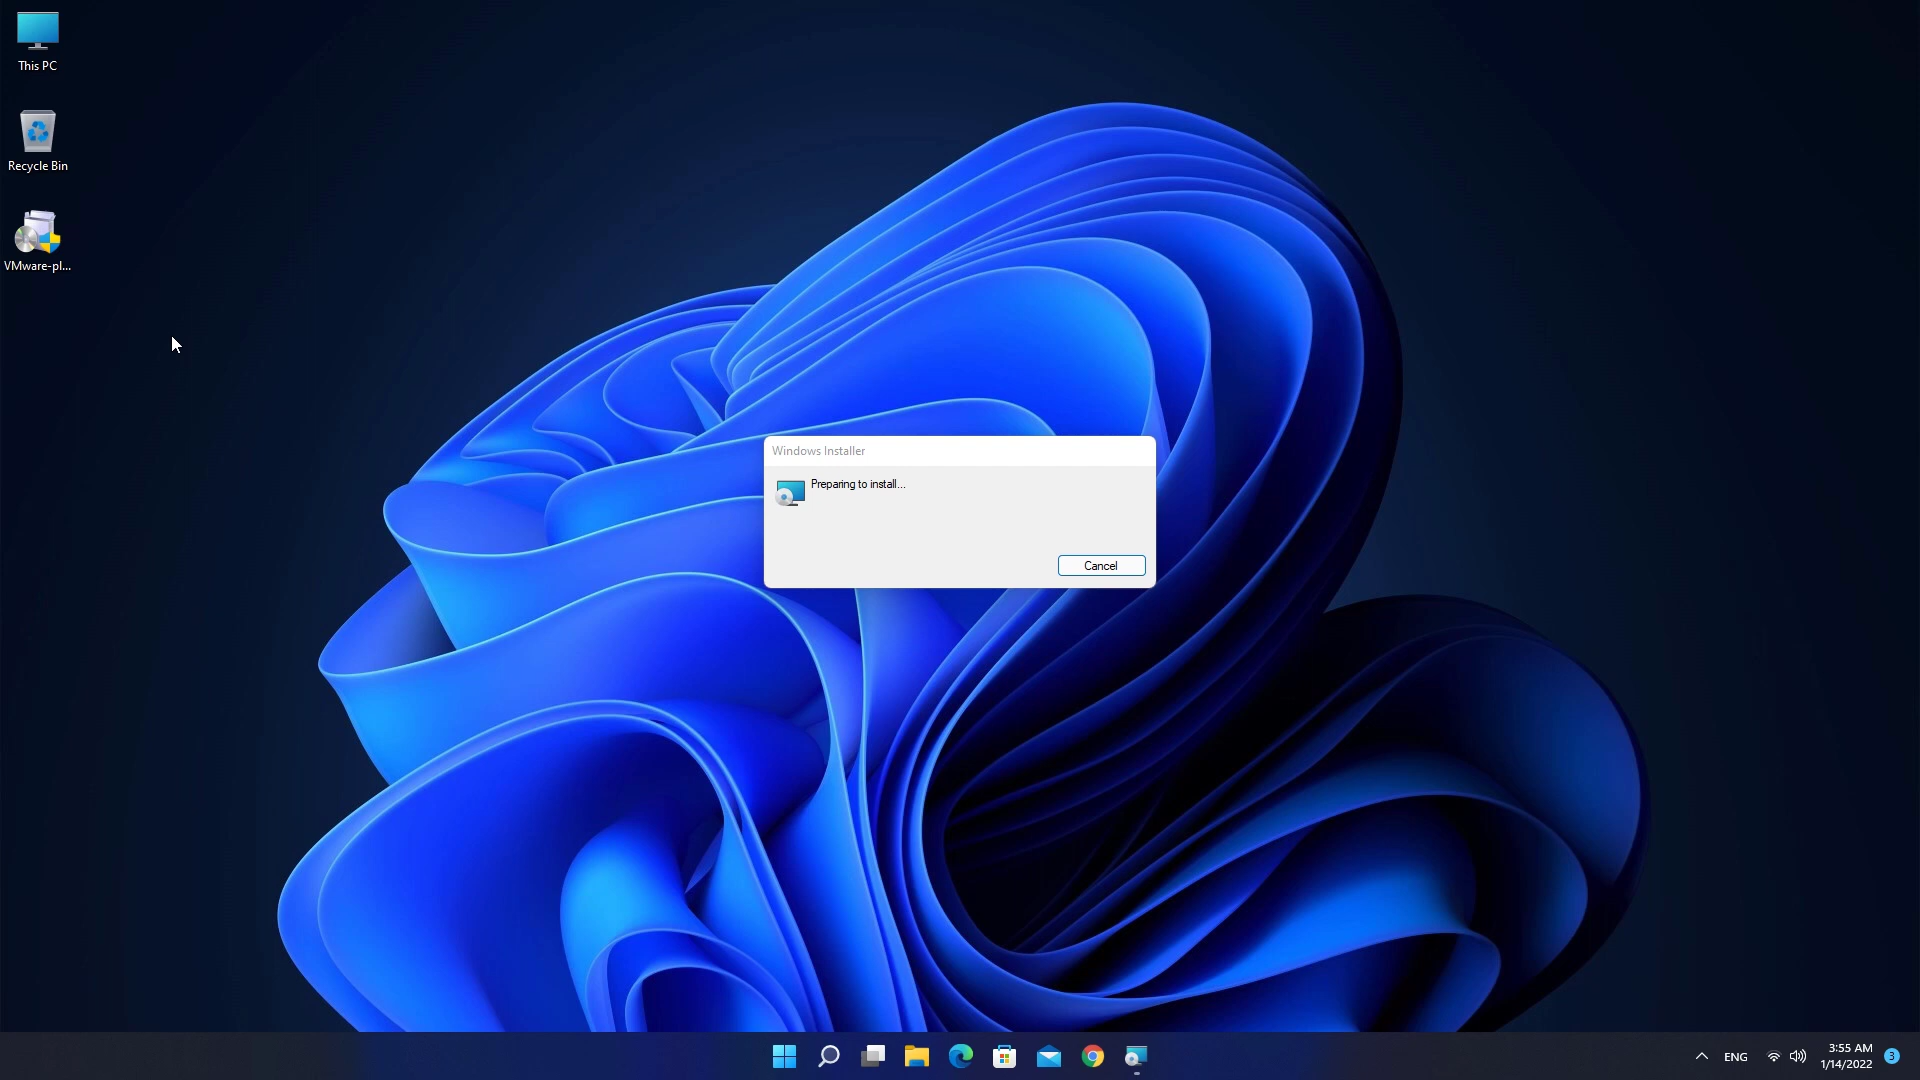 This PC
Recycle Bin
VMware-pl...
Windows Installer
Preparing to install...
Cancel
ENG
3:55 AM
1/14/2022
3